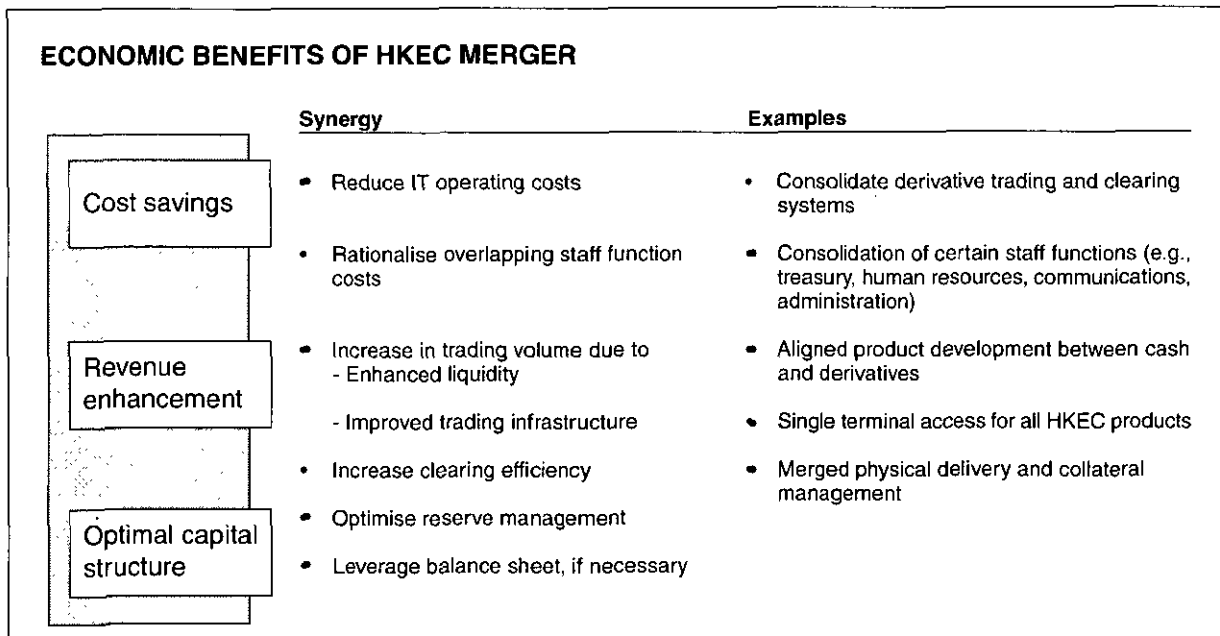 ECONOMIC BENEFITS OF HKEC MERGER
Synergy
Examples
Cost savings
• Reduce IT operating costs
• Consolidate derivative trading and clearing
systems
• Rationalise overlapping staff function
costs
• Consolidation of certain staff functions (e.g.,
treasury, human resources, communications,
administration)
Revenue
enhancement
• Increase in trading volume due to
- Enhanced liquidity
• Aligned product development between cash
and derivatives
- Improved trading infrastructure
• Single terminal access for all HKEC products
• Increase clearing efficiency
• Merged physical delivery and collateral
management
Optimal capital
structure
• Optimise reserve management
• Leverage balance sheet, if necessary